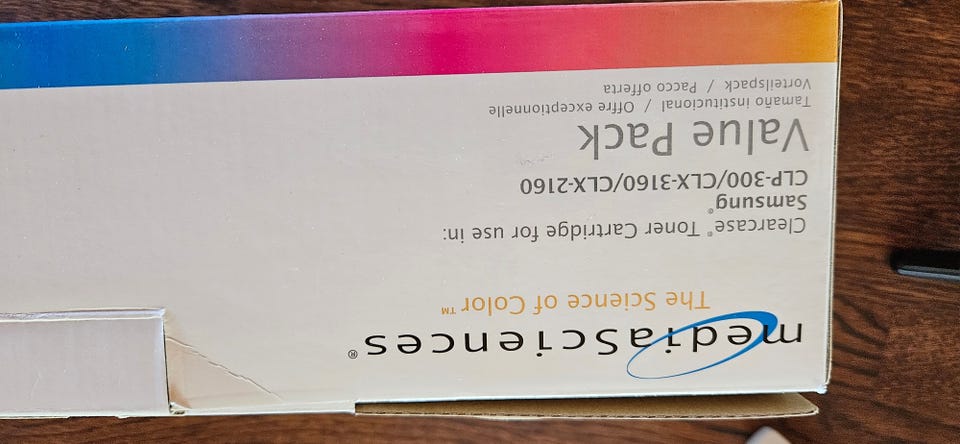 mediaSciences®
The Science of Color™
Clearcase® Toner Cartridge for use in:
Samsung®
CLP-300/CLX-3160/CLX-2160
Value Pack
Tamaño institucional / Offre exceptionnelle
Vorteilspack / Pacco offerta